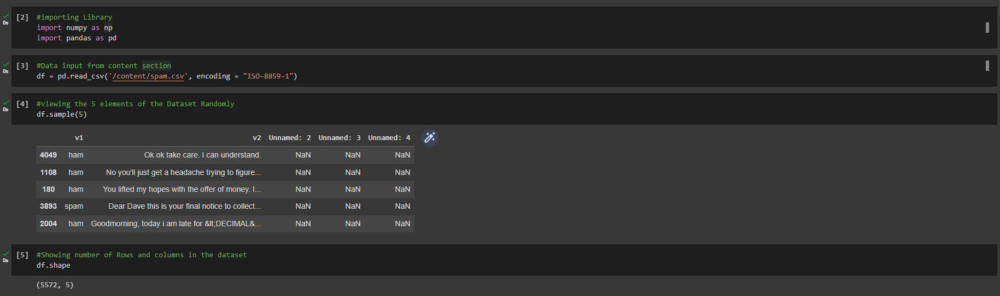 [2] #importing Library
import numpy as np
import pandas as pd
0s
[3] #Data input from content section
df = pd.read_csv('/content/spam.csv', encoding = "ISO-8859-1")
0s
[4] #viewing the 5 elements of the Dataset Randomly
df.sample(5)
0s
v1 v2 Unnamed: 2 Unnamed: 3 Unnamed: 4
4049 ham Ok ok take care. I can understand. NaN NaN NaN
1108 ham No you'll just get a headache trying to figure... NaN NaN NaN
180 ham You lifted my hopes with the offer of money. I... NaN NaN NaN
3893 spam Dear Dave this is your final notice to collect... NaN NaN NaN
2004 ham Goodmorning, today i am late for &lt;DECIMAL&... NaN NaN NaN
[5] #Showing number of Rows and columns in the dataset
df.shape
0s
(5572, 5)